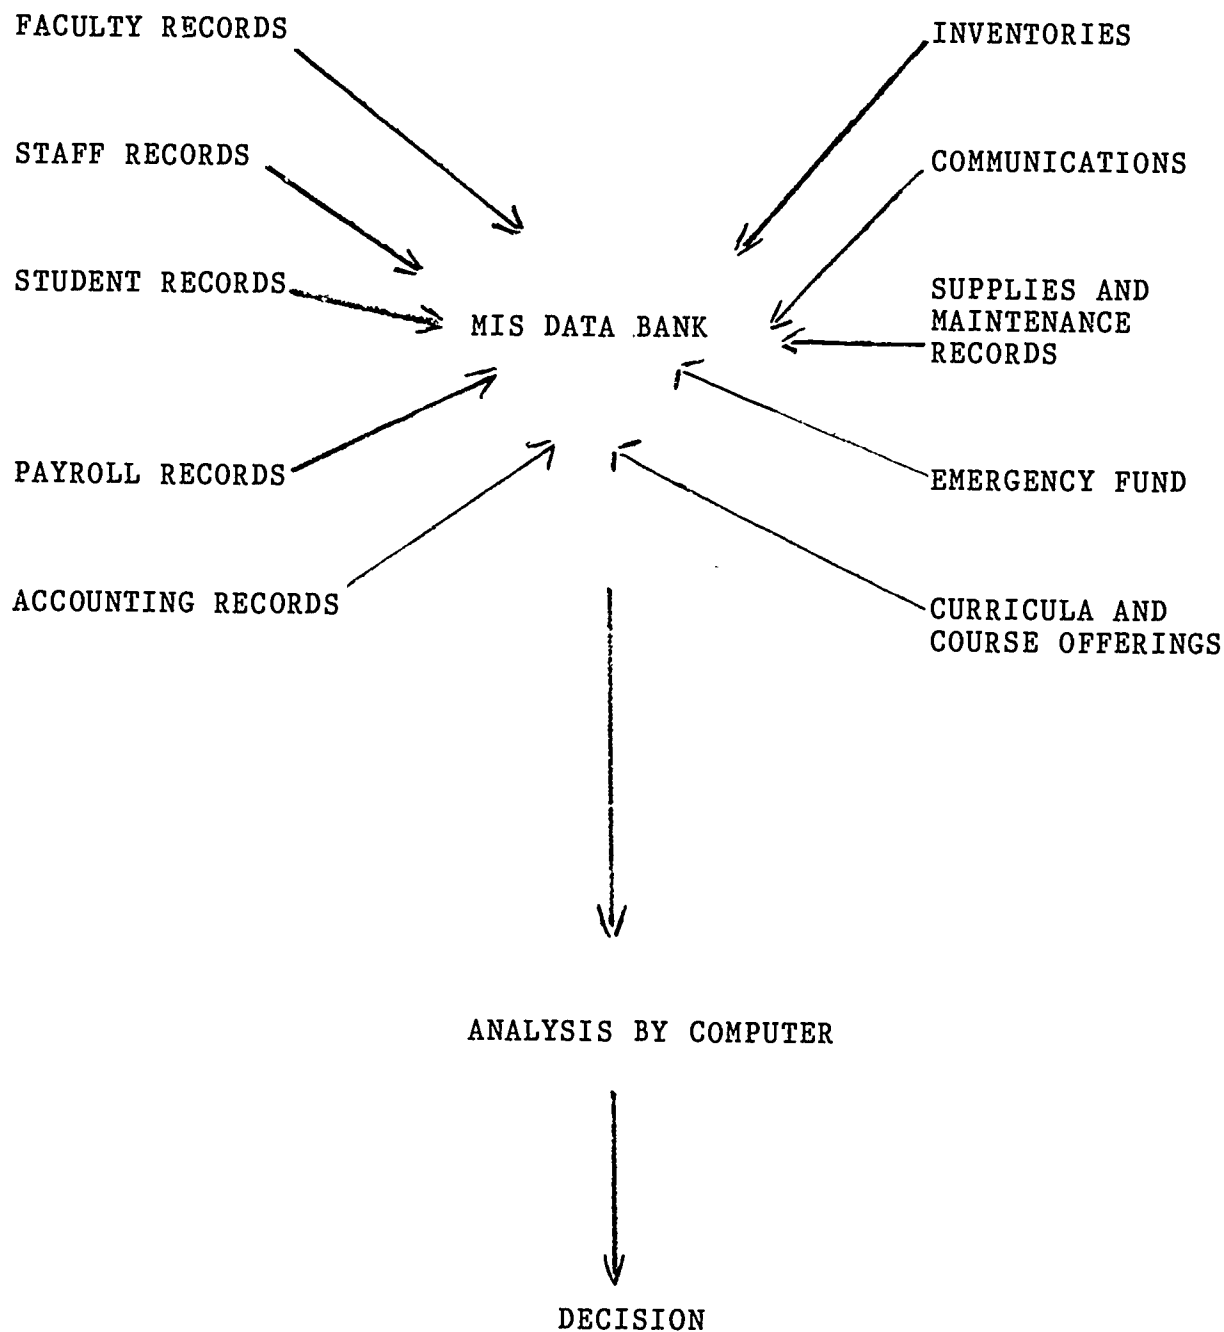 FACULTY RECORDS
INVENTORIES
STAFF RECORDS
COMMUNICATIONS
STUDENT RECORDS
SUPPLIES AND
MAINTENANCE
RECORDS
MIS DATA BANK
PAYROLL RECORDS
EMERGENCY FUND
ACCOUNTING RECORDS
CURRICULA AND
COURSE OFFERINGS
ANALYSIS BY COMPUTER
DECISION